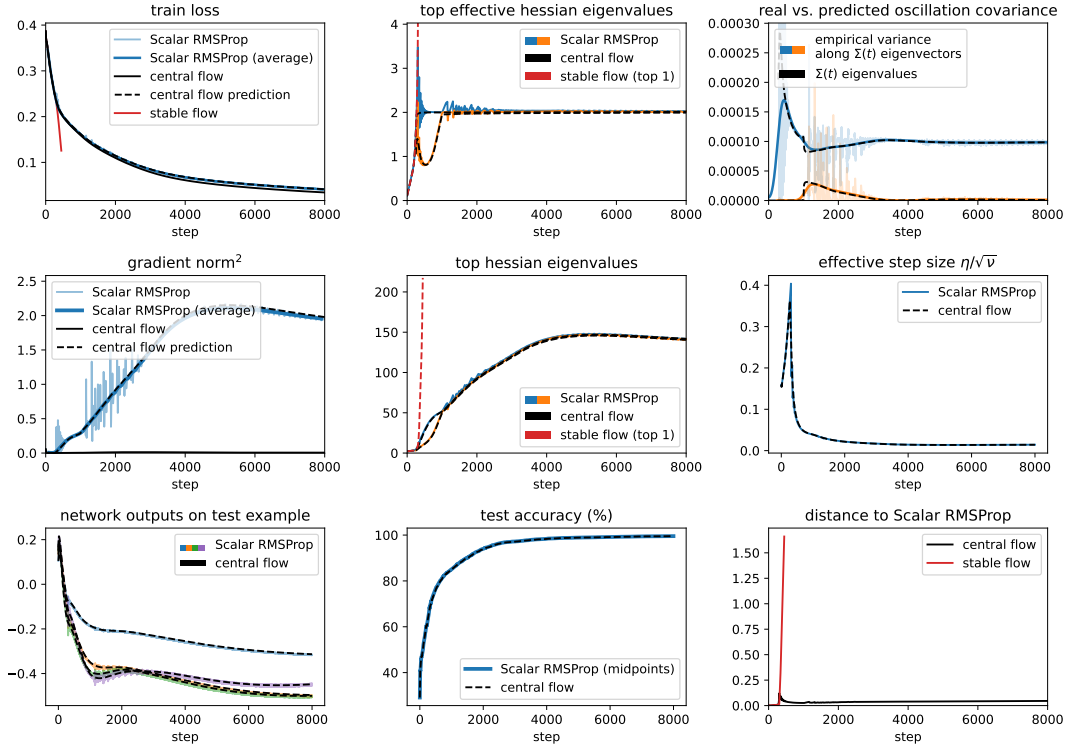 train loss
0.4
0.3
0.2
0.1
Scalar RMSProp
Scalar RMSProp (average)
central flow
central flow prediction
stable flow
0 2000 4000 6000 8000
step
top effective hessian eigenvalues
4
3
2
1
0
Scalar RMSProp
central flow
stable flow (top 1)
0 2000 4000 6000 8000
step
real vs. predicted oscillation covariance
0.00030
0.00025
0.00020
0.00015
0.00010
0.00005
0.00000
empirical variance
along Σ(t) eigenvectors
Σ(t) eigenvalues
0 2000 4000 6000 8000
step
gradient norm²
2.5
2.0
1.5
1.0
0.5
0.0
Scalar RMSProp
Scalar RMSProp (average)
central flow
central flow prediction
0 2000 4000 6000 8000
step
top hessian eigenvalues
200
150
100
50
0
Scalar RMSProp
central flow
stable flow (top 1)
0 2000 4000 6000 8000
step
effective step size η/√ν
0.4
0.3
0.2
0.1
0.0
Scalar RMSProp
central flow
0 2000 4000 6000 8000
step
network outputs on test example
0.2
0.0
−0.2
−0.4
Scalar RMSProp
central flow
0 2000 4000 6000 8000
step
test accuracy (%)
100
80
60
40
Scalar RMSProp (midpoints)
central flow
0 2000 4000 6000 8000
step
distance to Scalar RMSProp
1.50
1.25
1.00
0.75
0.50
0.25
0.00
central flow
stable flow
0 2000 4000 6000 8000
step